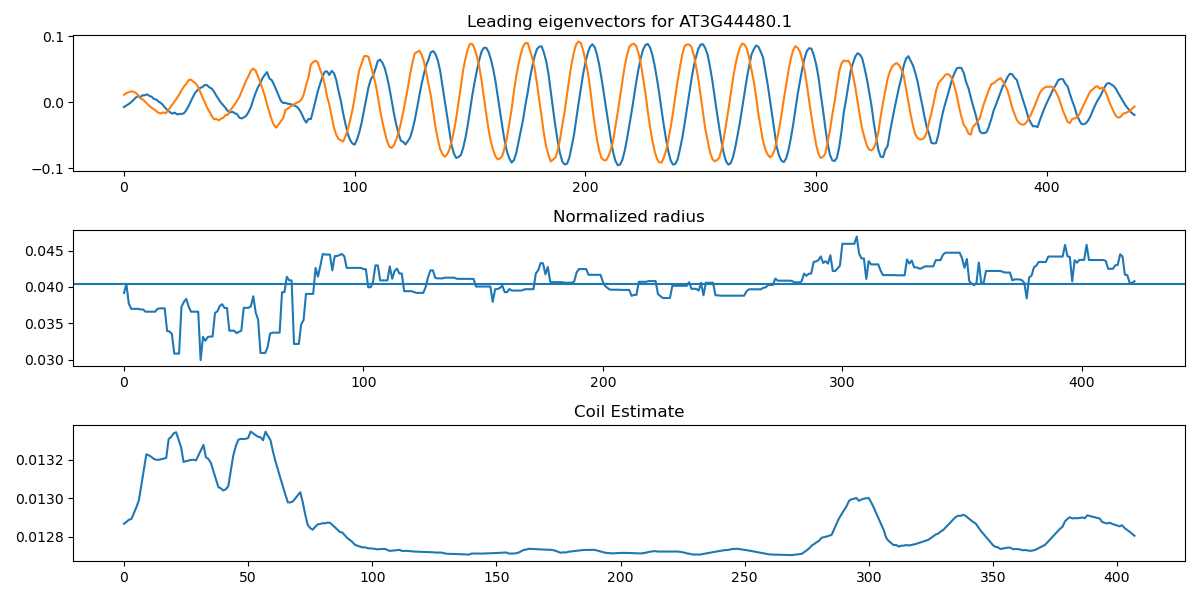 Leading eigenvectors for AT3G44480.1
0.1
0.0
−0.1
0 100 200 300 400
Normalized radius
0.045
0.040
0.035
0.030
0 100 200 300 400
Coil Estimate
0.0132
0.0130
0.0128
0 50 100 150 200 250 300 350 400